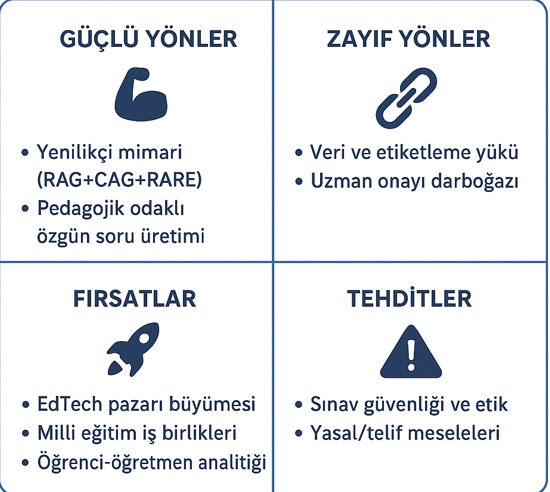 GÜÇLÜ YÖNLER
• Yenilikçi mimari
(RAG+CAG+RARE)
• Pedagojik odaklı
özgün soru üretimi
ZAYIF YÖNLER
• Veri ve etiketleme yükü
• Uzman onayı darboğazı
FIRSATLAR
• EdTech pazarı büyümesi
• Milli eğitim iş birlikleri
• Öğrenci-öğretmen analitiği
TEHDİTLER
• Sınav güvenliği ve etik
• Yasal/telif meseleleri